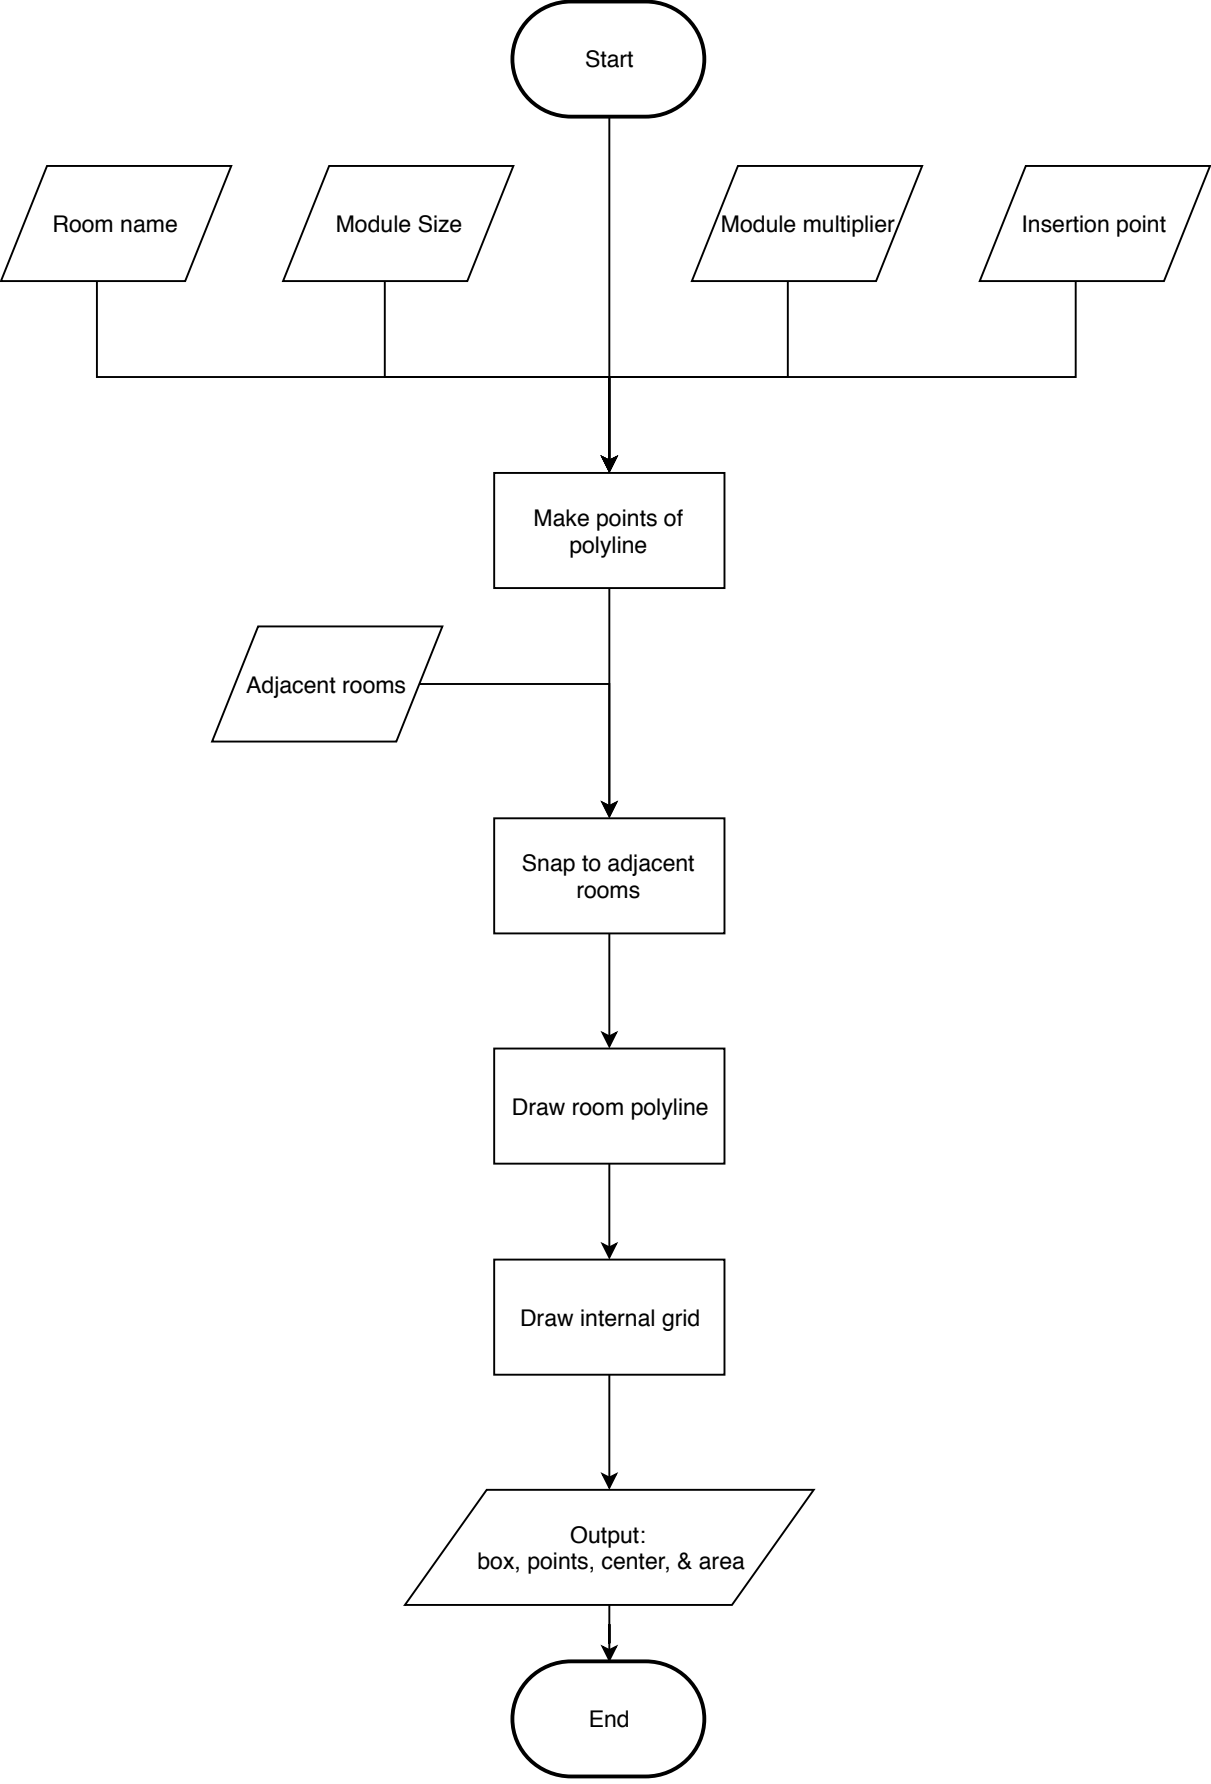 Start
Room name
Module Size
Module multiplier
Insertion point
Make points of
polyline
Adjacent rooms
Snap to adjacent
rooms
Draw room polyline
Draw internal grid
Output:
box, points, center, & area
End